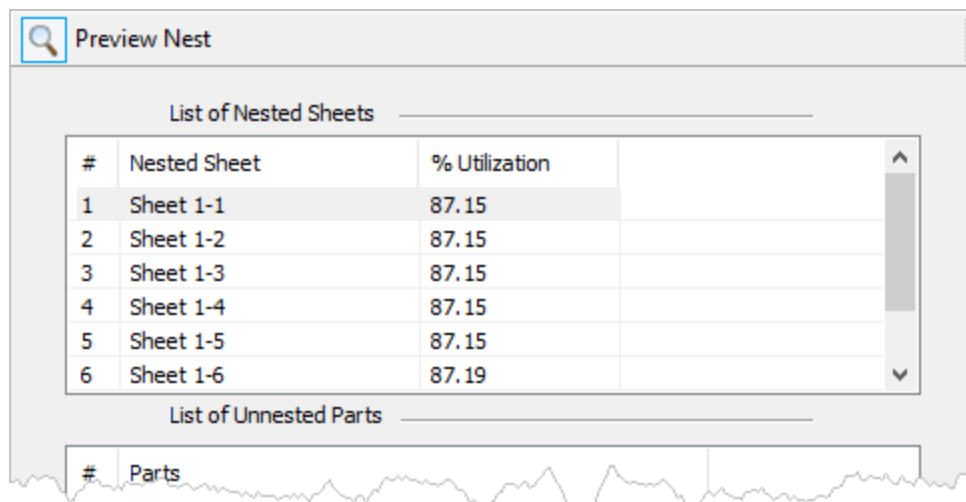 Preview Nest
List of Nested Sheets
# Nested Sheet % Utilization
1 Sheet 1-1 87.15
2 Sheet 1-2 87.15
3 Sheet 1-3 87.15
4 Sheet 1-4 87.15
5 Sheet 1-5 87.15
6 Sheet 1-6 87.19
List of Unnested Parts
# Parts